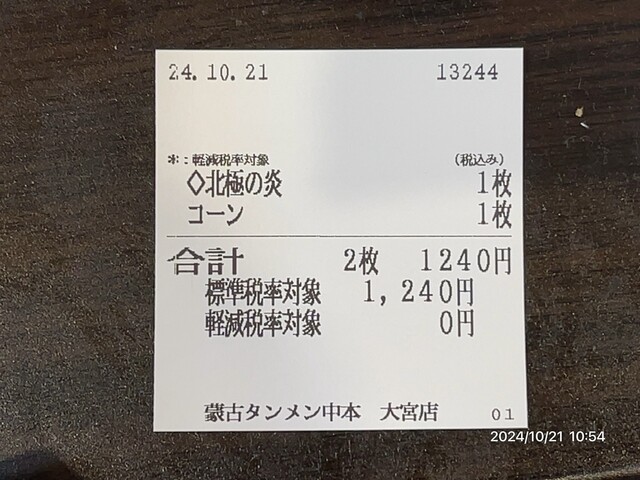 24.10.21 13244
*:軽減税率対象 (税込み)
◇北極の炎 1枚
コーン 1枚
合計 2枚 1240円
標準税率対象 1,240円
軽減税率対象 0円
蒙古タンメン中本 大宮店 01
2024/10/21 10:54